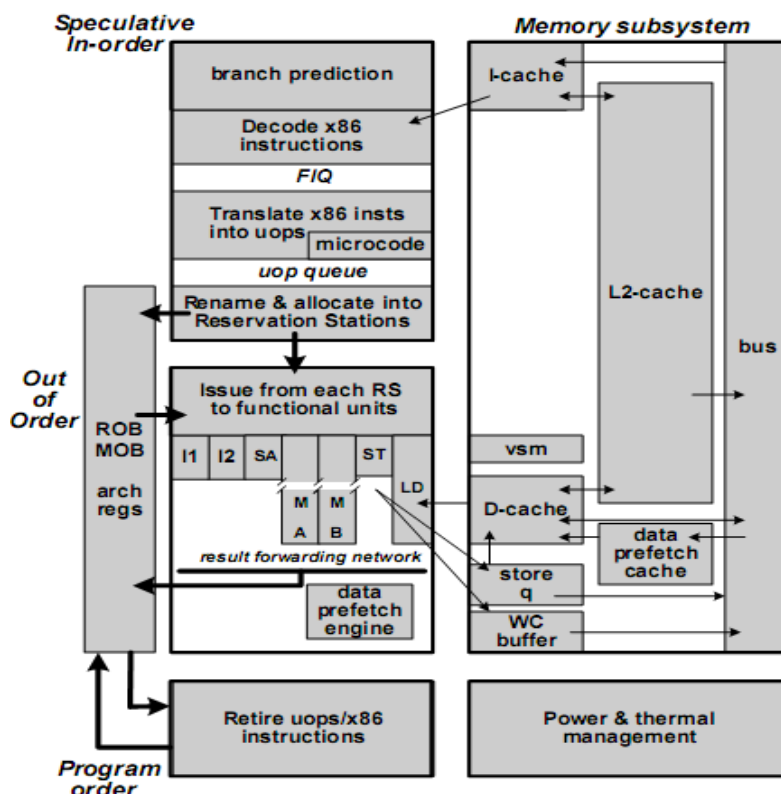 Speculative
In-order
Memory subsystem
branch prediction
I-cache
Decode x86
instructions
FIQ
Translate x86 insts
into uops
microcode
uop queue
Rename & allocate into
Reservation Stations
L2-cache
bus
Out
of
Order
ROB
MOB
arch
regs
Issue from each RS
to functional units
I1
I2
SA
ST
M
A
M
B
LD
vsm
D-cache
result forwarding network
data
prefetch
engine
data
prefetch
cache
store
q
WC
buffer
Retire uops/x86
instructions
Power & thermal
management
Program
order